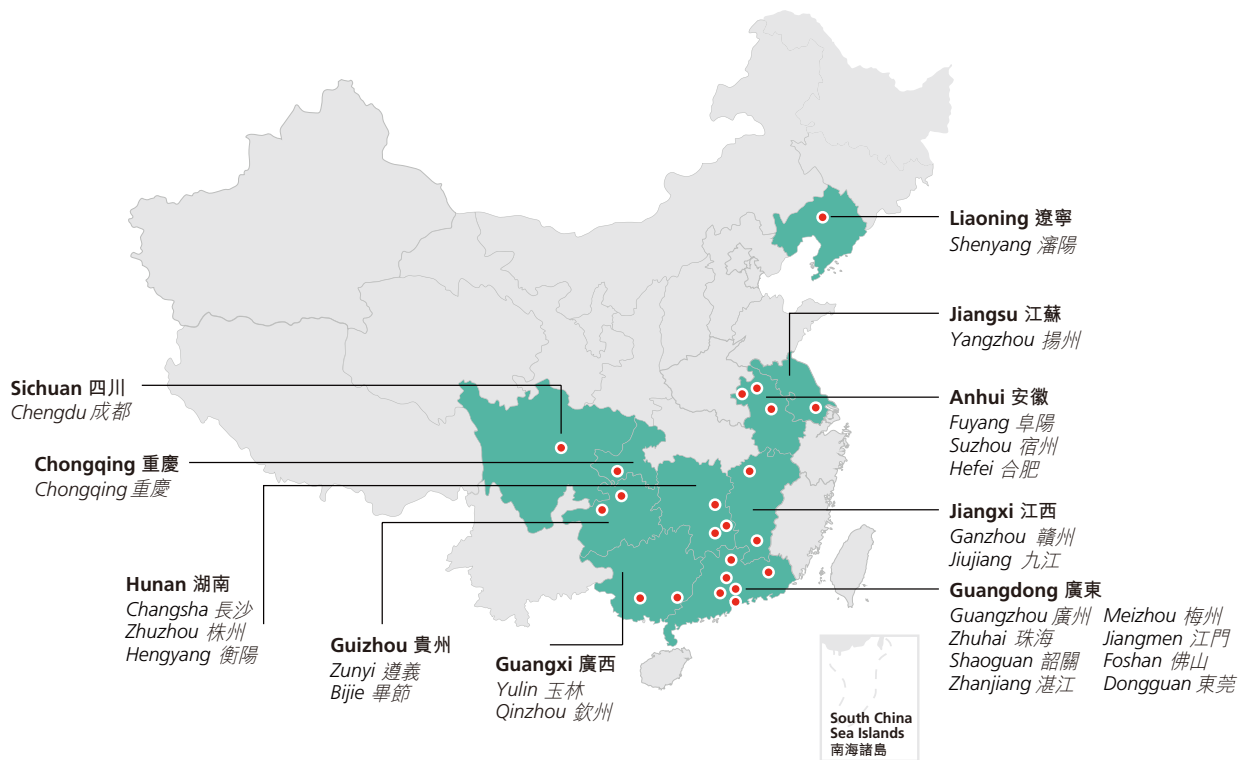 Liaoning 遼寧
Shenyang 瀋陽
Jiangsu 江蘇
Yangzhou 揚州
Sichuan 四川
Chengdu 成都
Anhui 安徽
Fuyang 阜陽
Suzhou 宿州
Hefei 合肥
Chongqing 重慶
Chongqing 重慶
Jiangxi 江西
Ganzhou 贛州
Jiujiang 九江
Hunan 湖南
Changsha 長沙
Zhuzhou 株州
Hengyang 衡陽
Guizhou 貴州
Zunyi 遵義
Bijie 畢節
Guangxi 廣西
Yulin 玉林
Qinzhou 欽州
Guangdong 廣東
Guangzhou 廣州 Meizhou 梅州
Zhuhai 珠海 Jiangmen 江門
Shaoguan 韶關 Foshan 佛山
Zhanjiang 湛江 Dongguan 東莞
South China
Sea Islands
南海諸島